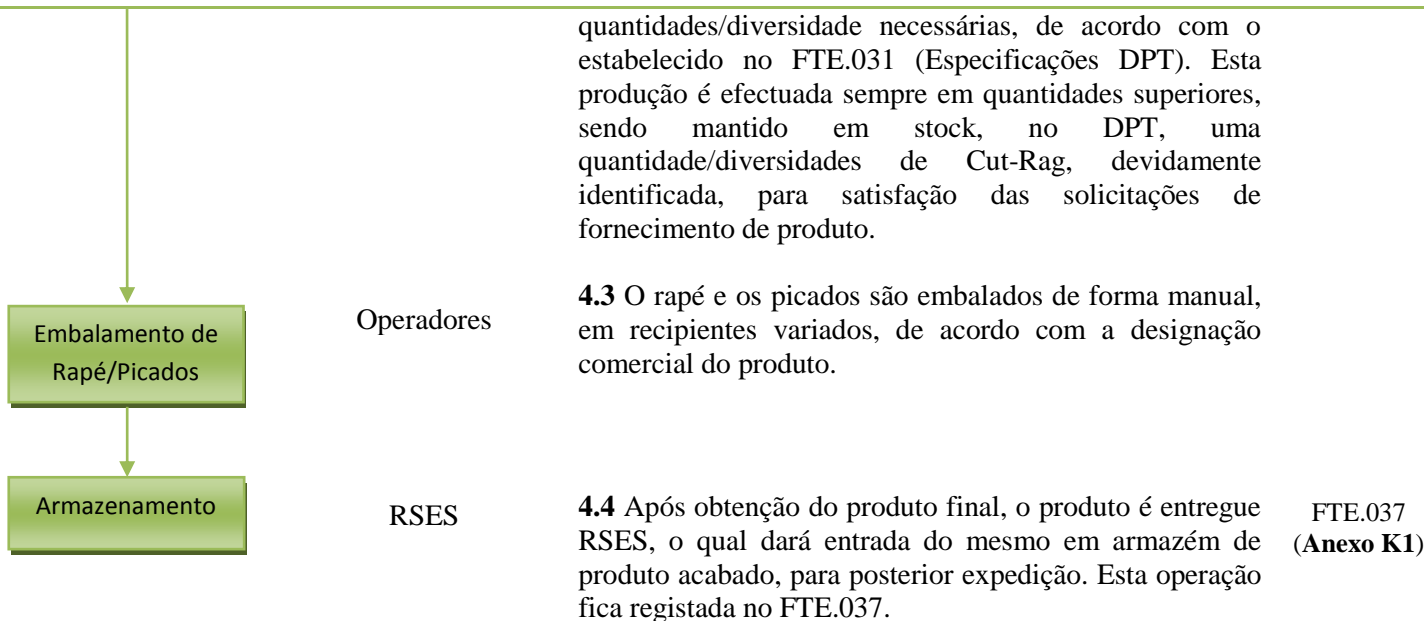 quantidades/diversidade necessárias, de acordo com o
estabelecido no FTE.031 (Especificações DPT). Esta
produção é efectuada sempre em quantidades superiores,
sendo mantido em stock, no DPT, uma
quantidade/diversidades de Cut-Rag, devidamente
identificada, para satisfação das solicitações de
fornecimento de produto.
Embalamento de
Rapé/Picados
Operadores
4.3 O rapé e os picados são embalados de forma manual,
em recipientes variados, de acordo com a designação
comercial do produto.
Armazenamento
RSES
4.4 Após obtenção do produto final, o produto é entregue
RSES, o qual dará entrada do mesmo em armazém de
produto acabado, para posterior expedição. Esta operação
fica registada no FTE.037.
FTE.037
(Anexo K1)